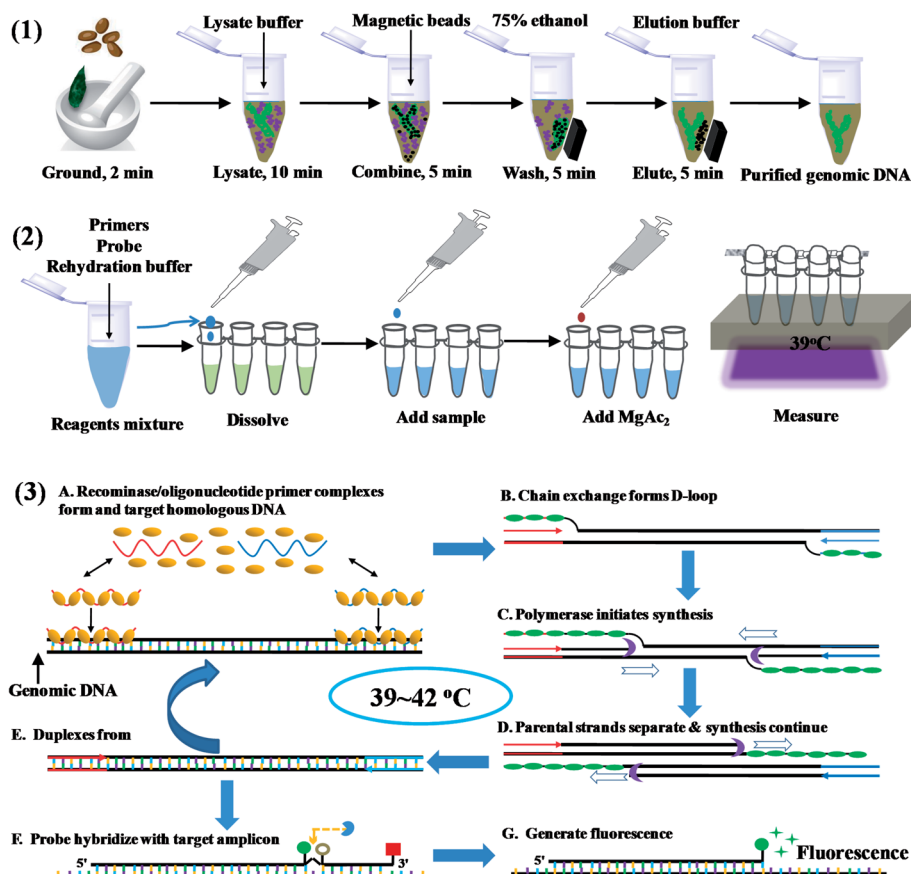 (1)
Lysate buffer
Magnetic beads
75% ethanol
Elution buffer
Ground, 2 min
Lysate, 10 min
Combine, 5 min
Wash, 5 min
Elute, 5 min
Purified genomic DNA
(2)
Primers
Probe
Rehydration buffer
Reagents mixture
Dissolve
Add sample
Add MgAc₂
39°C
Measure
(3)
A. Recominase/oligonucleotide primer complexes
form and target homologous DNA
Genomic DNA
B. Chain exchange forms D-loop
C. Polymerase initiates synthesis
39~42 °C
D. Parental strands separate & synthesis continue
E. Duplexes from
F. Probe hybridize with target amplicon
5'
3'
G. Generate fluorescence
5'
Fluorescence